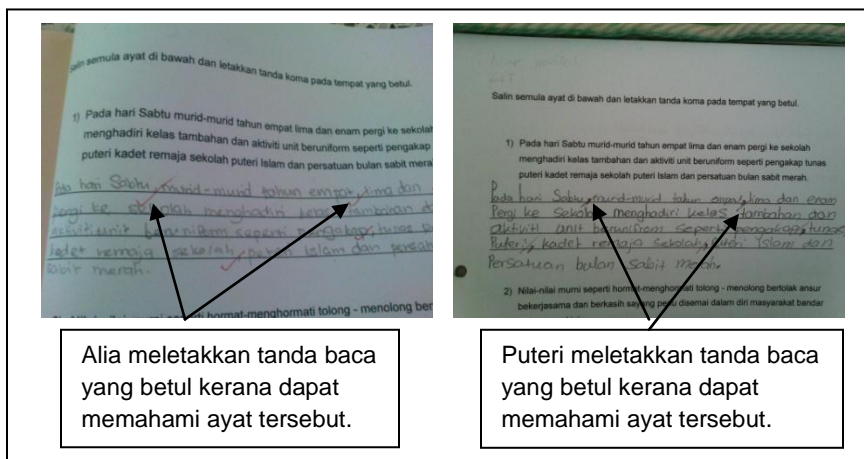 Salin semula ayat di bawah dan letakkan tanda koma pada tempat yang betul.
1) Pada hari Sabtu murid-murid tahun empat lima dan enam pergi ke sekolah
menghadiri kelas tambahan dan aktiviti unit beruniform seperti pengakap
puteri kadet remaja sekolah puteri Islam dan persatuan bulan sabit mera
hari Sabtu, murid-murid tahun empat, lima dan
pergi ke sekolah menghadiri kelas tambahan d
aktiviti unit beruniform seperti pengakap, tunas p
kadet remaja sekolah, puteri Islam dan persat
sabit merah.
seperti hormat-menghormati tolong - menolong ber
Alia meletakkan tanda baca
yang betul kerana dapat
memahami ayat tersebut.
Salin semula ayat di bawah dan letakkan tanda koma pada tempat yang betul.
1) Pada hari Sabtu murid-murid tahun empat lima dan enam pergi ke sekolah
menghadiri kelas tambahan dan aktiviti unit beruniform seperti pengakap tunas
puteri kadet remaja sekolah puteri Islam dan persatuan bulan sabit merah.
Pada hari Sabu, murid-murid tahun empat, lima dan enam
Pergi ke Sekolah menghadiri kelas tambahan dan
aktiviti unit berunifrom seperti pengakap, tunas
Puteri, kadet remaja sekolah, Puteri Islam dan
Persatuan bulan sabit merah.
2) Nilai-nilai murni seperti hormat-menghormati tolong - menolong bertolak ansur
bekerjasama dan berkasih sayang perlu disemai dalam diri masyarakat bandar
Puteri meletakkan tanda baca
yang betul kerana dapat
memahami ayat tersebut.